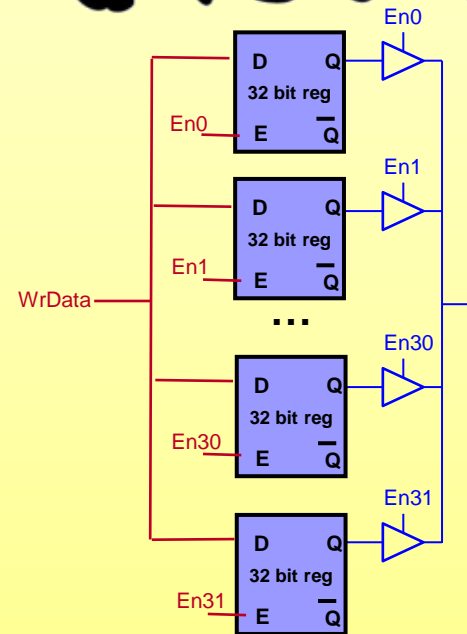 En0
D Q
32 bit reg
En0
E Q̅
En1
D Q
32 bit reg
En1
E Q̅
WrData
...
En30
D Q
32 bit reg
En30
E Q̅
En31
D Q
32 bit reg
En31
E Q̅